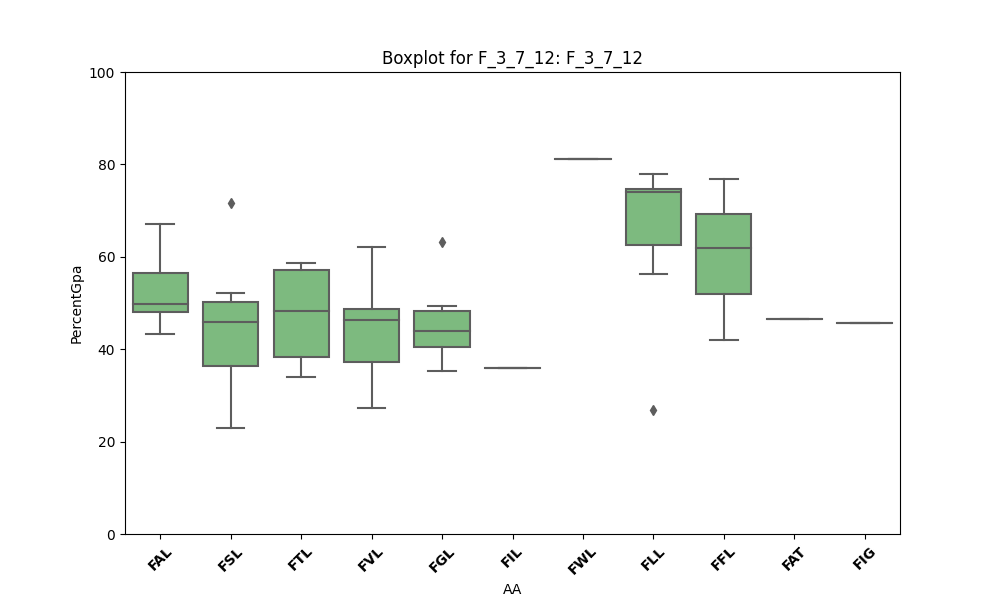 Boxplot for F_3_7_12: F_3_7_12
PercentGpa
100
80
60
40
20
0
FAL FSL FTL FVL FGL FIL FWL FLL FFL FAT FIG
AA